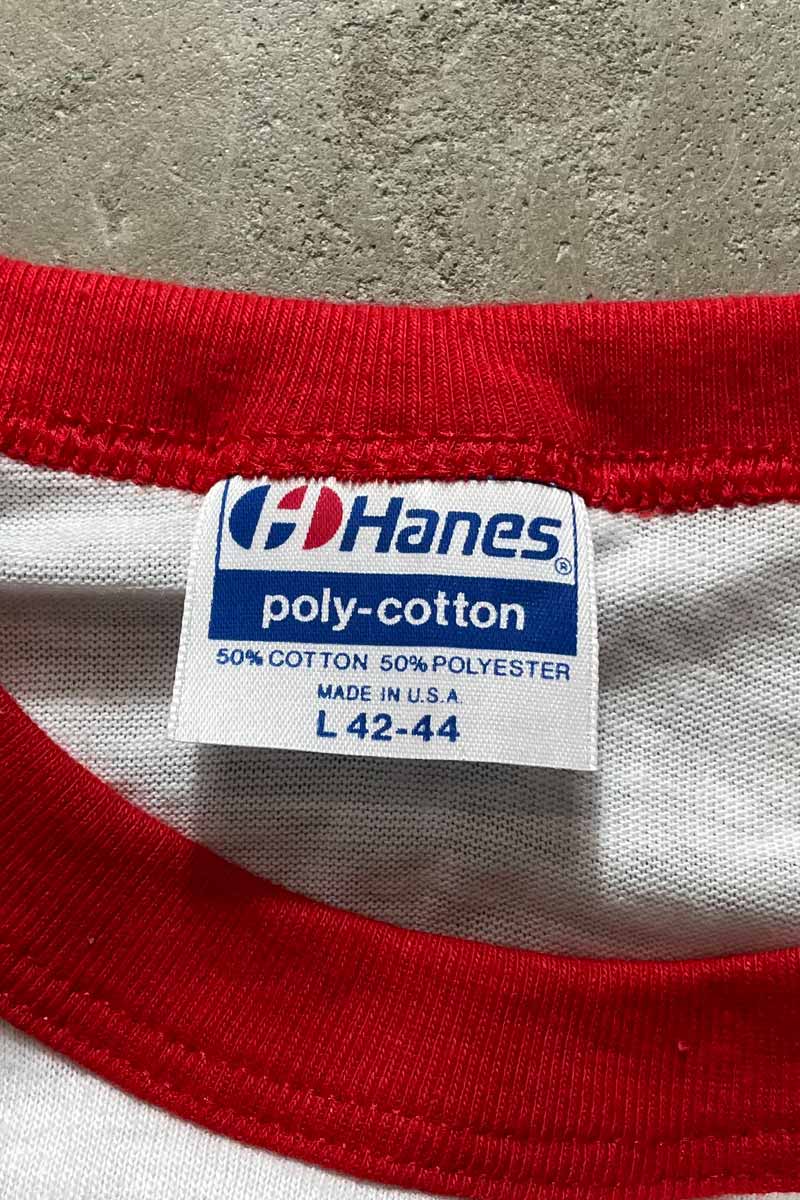 Hanes®
poly-cotton
50% COTTON 50% POLYESTER
MADE IN U.S.A.
L 42-44